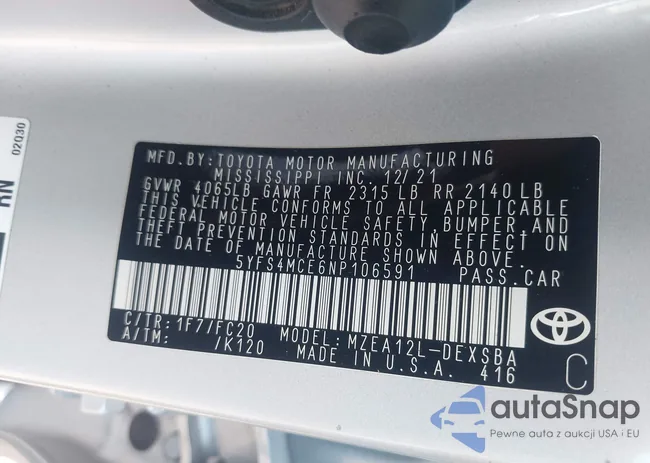 02030
MFD.BY:TOYOTA MOTOR MANUFACTURING
MISSISSIPPI INC. 12/21
GVWR 4065LB GAWR FR 2315 LB RR 2140 LB
THIS VEHICLE CONFORMS TO ALL APPLICABLE
FEDERAL MOTOR VEHICLE SAFETY, BUMPER, AND
THEFT PREVENTION STANDARDS IN EFFECT ON
THE DATE OF MANUFACTURE SHOWN ABOVE.
5YFS4MCE6NP106591 PASS.CAR
C/TR: 1F7/FC20 MODEL: MZEA12L-DEXSBA
A/TM: /K120 MADE IN U.S.A. 416
C
autaSnap
Pewne auta z aukcji USA i EU